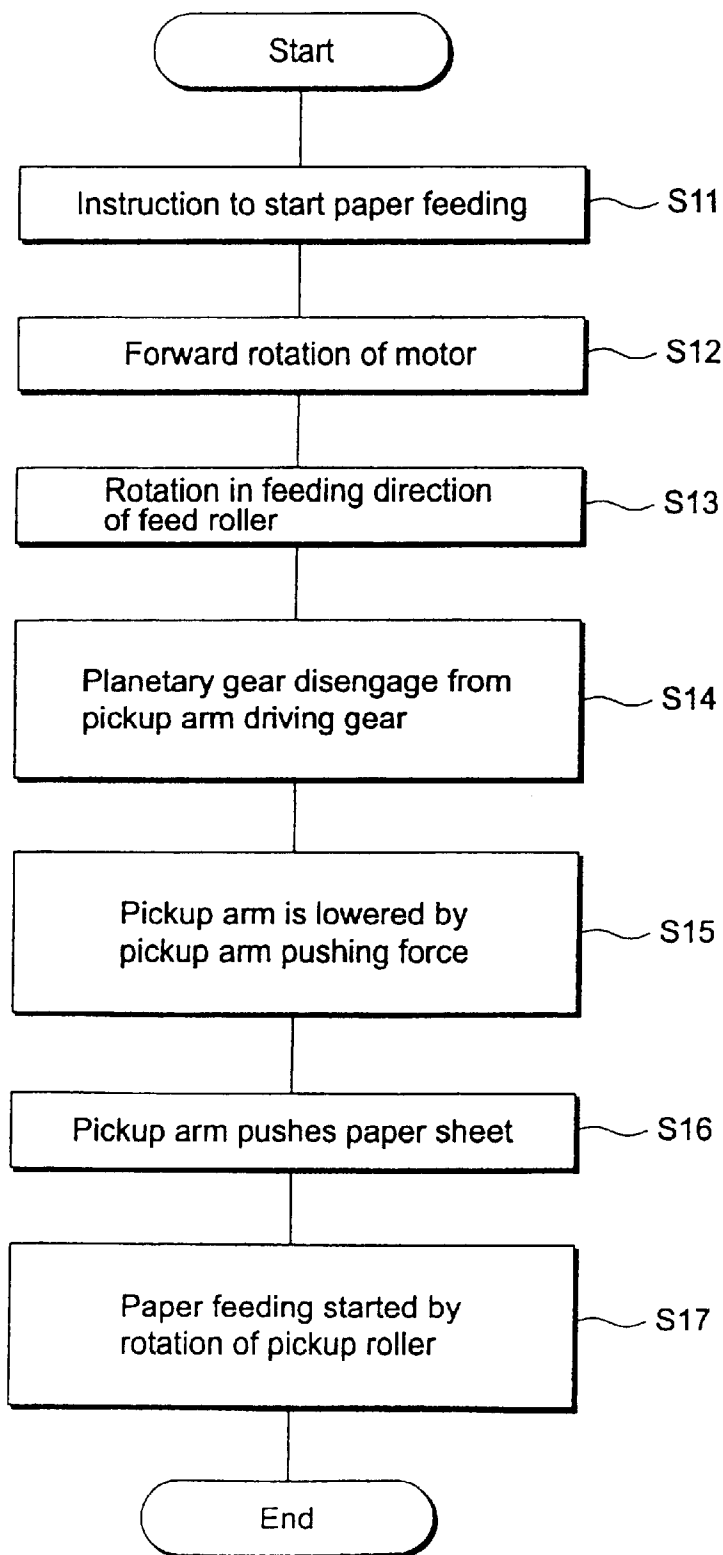 Start
Instruction to start paper feeding
S11
Forward rotation of motor
S12
Rotation in feeding direction
of feed roller
S13
Planetary gear disengage from
pickup arm driving gear
S14
Pickup arm is lowered by
pickup arm pushing force
S15
Pickup arm pushes paper sheet
S16
Paper feeding started by
rotation of pickup roller
S17
End